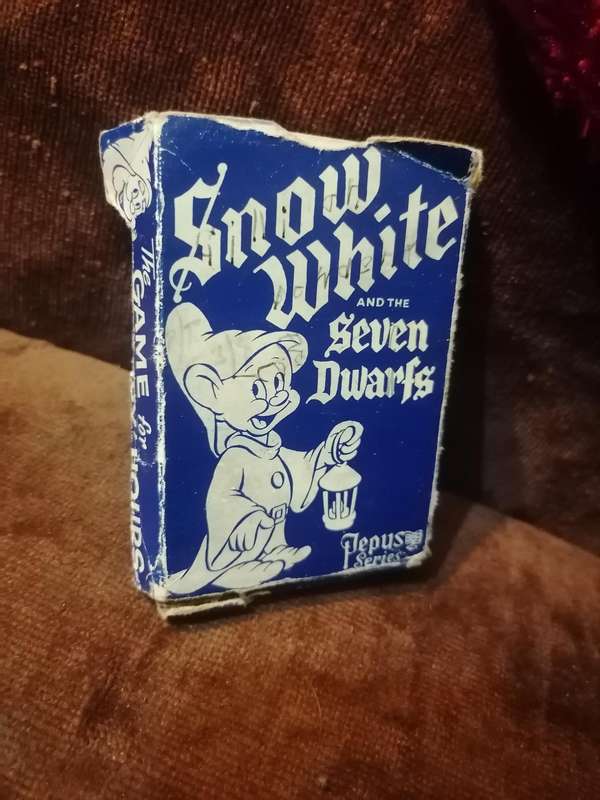 Snow
White
AND THE
Seven
Dwarfs
Pepys
Series
The GAME for HOURS